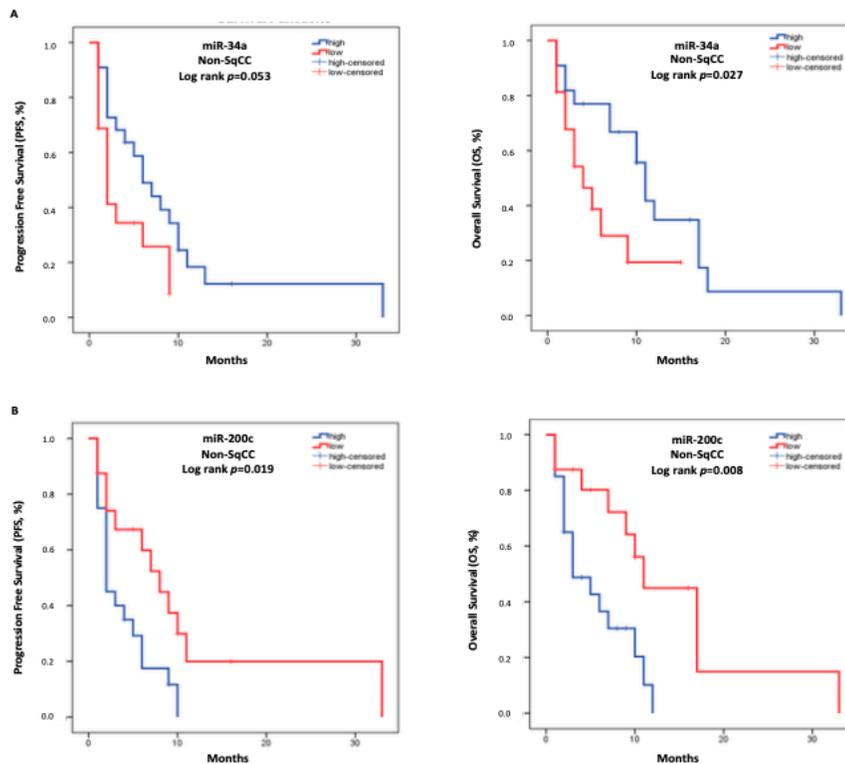 A
miR-34a
Non-SqCC
Log rank p=0.053
high
low
high-censored
low-censored
Progression Free Survival (PFS, %)
1.0
0.8
0.6
0.4
0.2
0.0
0
10
20
30
Months
miR-34a
Non-SqCC
Log rank p=0.027
high
low
high-censored
low-censored
Overall Survival (OS, %)
1.0
0.8
0.6
0.4
0.2
0.0
0
10
20
30
Months
B
miR-200c
Non-SqCC
Log rank p=0.019
high
low
high-censored
low-censored
Progression Free Survival (PFS, %)
1.0
0.8
0.6
0.4
0.2
0.0
0
10
20
30
Months
miR-200c
Non-SqCC
Log rank p=0.008
high
low
high-censored
low-censored
Overall Survival (OS, %)
1.0
0.8
0.6
0.4
0.2
0.0
0
10
20
30
Months